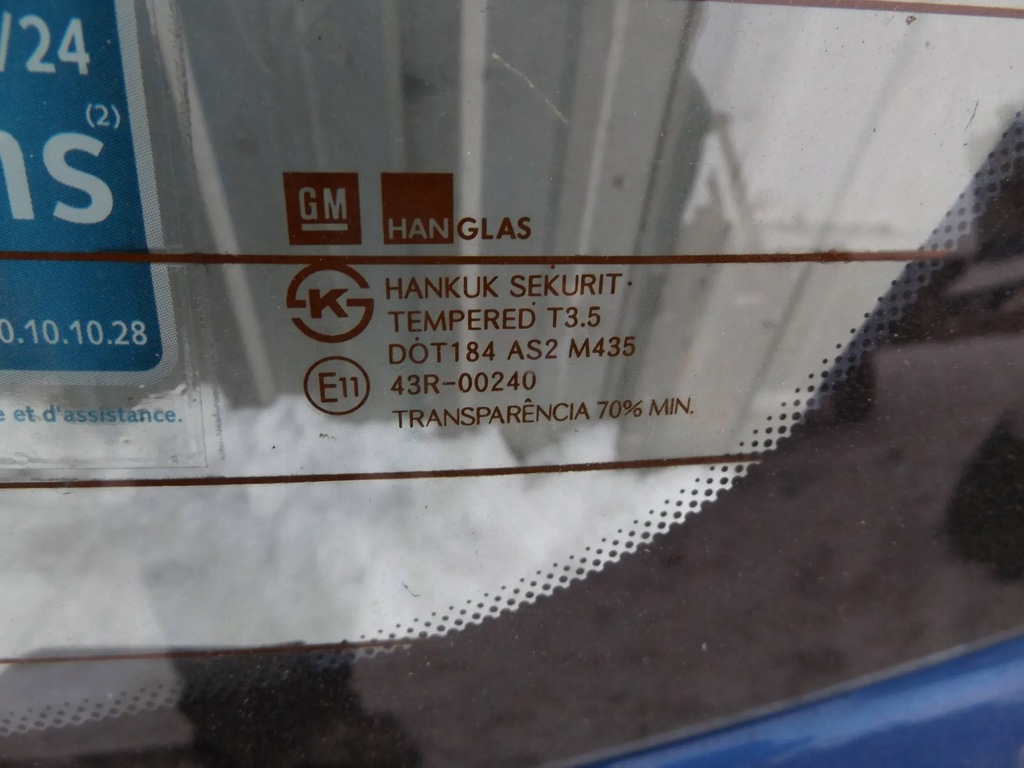 /24
(2)
ns
0.10.10.28
e et d'assistance.
GM
HANGLAS
K
HANKUK SEKURIT
TEMPERED T3.5
DOT184 AS2 M435
E11
43R-00240
TRANSPARÊNCIA 70% MIN.